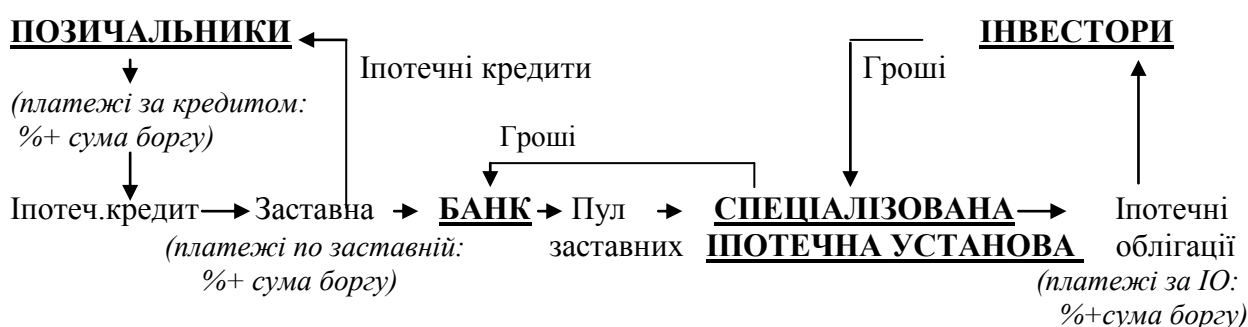 ПОЗИЧАЛЬНИКИ ІНВЕСТОРИ
Іпотечні кредити Гроші
(платежі за кредитом:
%+ сума боргу)
Гроші
Іпотеч.кредит Заставна БАНК Пул СПЕЦІАЛІЗОВАНА Іпотечні
(платежі по заставній: заставних ІПОТЕЧНА УСТАНОВА облігації
%+ сума боргу) (платежі за ІО:
%+сума боргу)